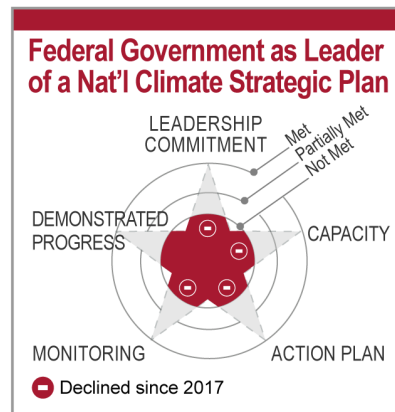 Federal Government as Leader
of a Nat'l Climate Strategic Plan
LEADERSHIP
COMMITMENT
Met
Partially Met
Not Met
DEMONSTRATED
PROGRESS
CAPACITY
MONITORING
ACTION PLAN
Declined since 2017